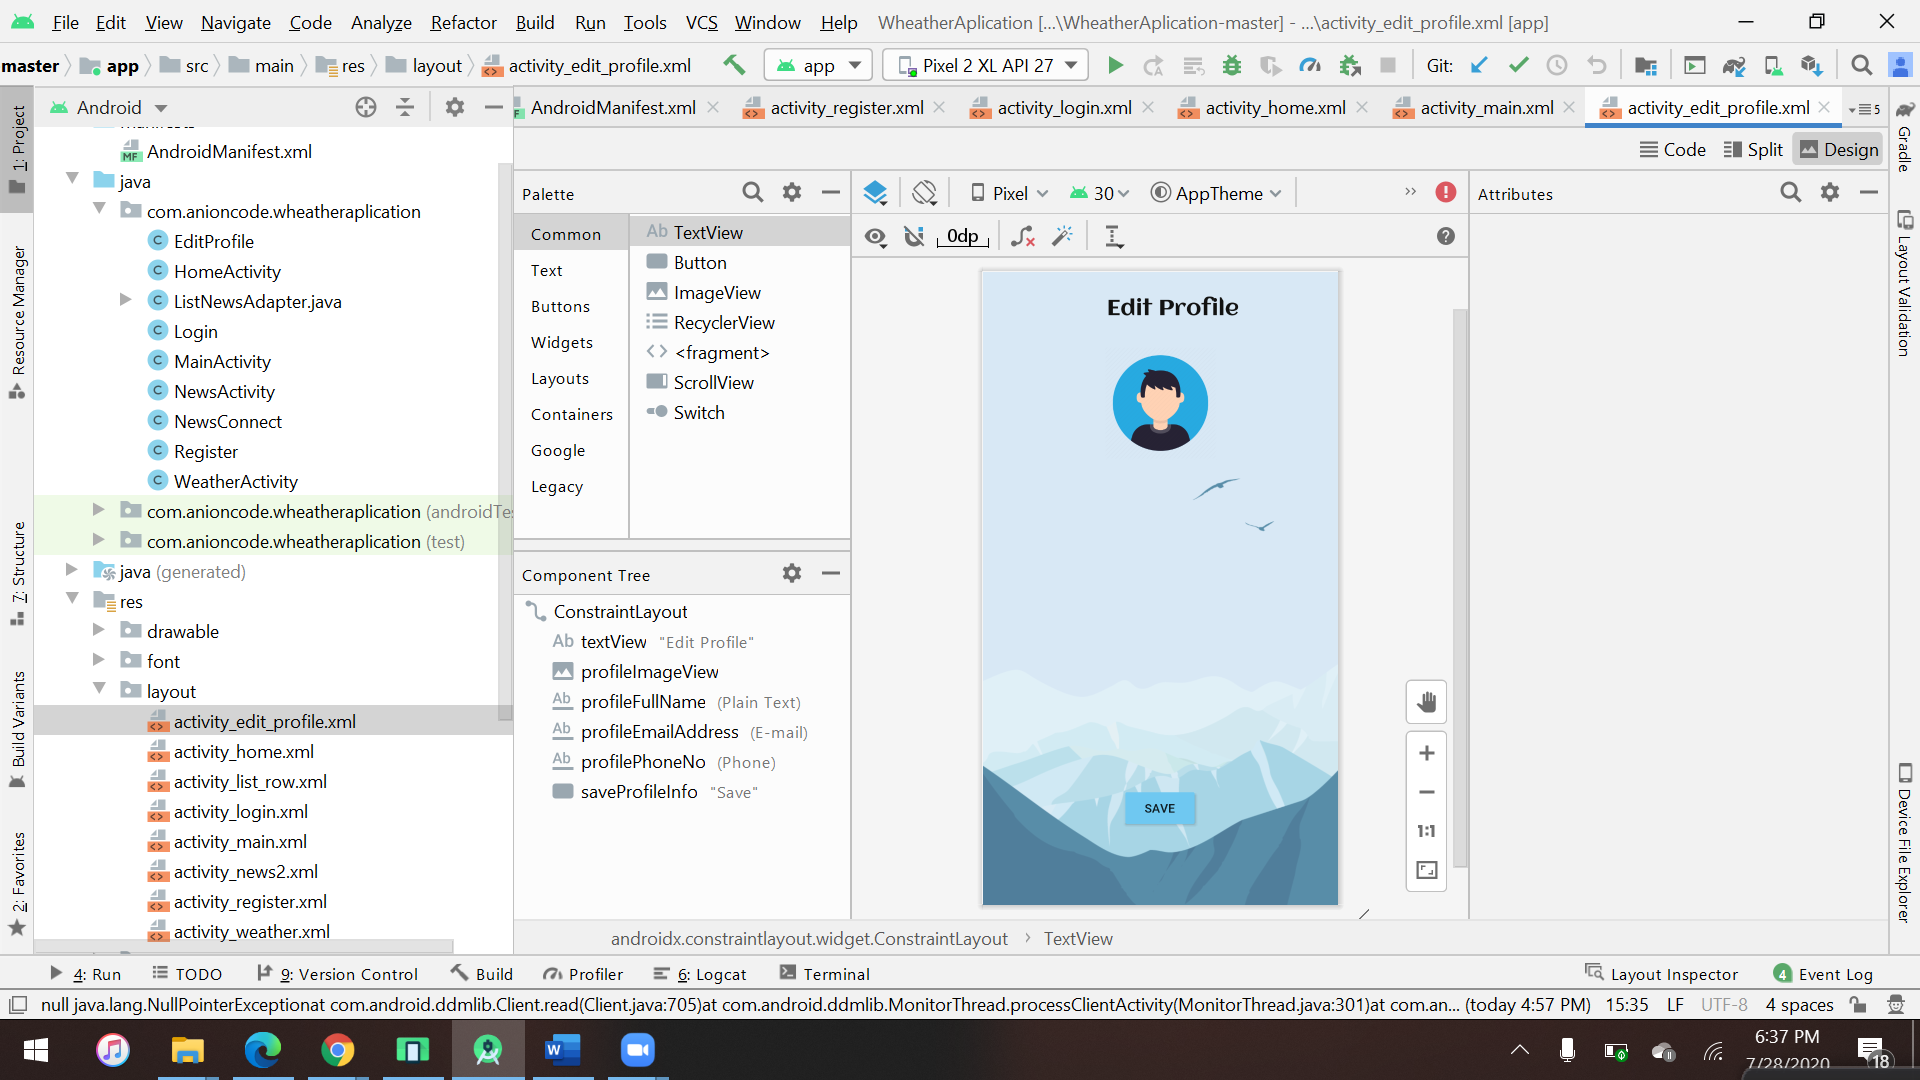 File Edit View Navigate Code Analyze Refactor Build Run Tools VCS Window Help WheatherAplication [...\WheatherAplication-master] - ...\activity_edit_profile.xml [app]
master app src main res layout activity_edit_profile.xml app Pixel 2 XL API 27 Git:
Android
AndroidManifest.xml activity_register.xml activity_login.xml activity_home.xml activity_main.xml activity_edit_profile.xml 5
Code Split Design
1: Project
Resource Manager
7: Structure
Build Variants
2: Favorites
AndroidManifest.xml
java
com.anioncode.wheatheraplication
EditProfile
HomeActivity
ListNewsAdapter.java
Login
MainActivity
NewsActivity
NewsConnect
Register
WeatherActivity
com.anioncode.wheatheraplication (androidTes
com.anioncode.wheatheraplication (test)
java (generated)
res
drawable
font
layout
activity_edit_profile.xml
activity_home.xml
activity_list_row.xml
activity_login.xml
activity_main.xml
activity_news2.xml
activity_register.xml
activity_weather.xml
Palette
Common
Text
Buttons
Widgets
Layouts
Containers
Google
Legacy
Ab TextView
Button
ImageView
RecyclerView
<fragment>
ScrollView
Switch
Component Tree
ConstraintLayout
Ab textView "Edit Profile"
profileImageView
Ab profileFullName (Plain Text)
Ab profileEmailAddress (E-mail)
Ab profilePhoneNo (Phone)
saveProfileInfo "Save"
Pixel 30 AppTheme
0dp
Edit Profile
SAVE
1:1
Attributes
Gradle
Layout Validation
Device File Explorer
androidx.constraintlayout.widget.ConstraintLayout › TextView
4: Run TODO 9: Version Control Build Profiler 6: Logcat Terminal Layout Inspector 4 Event Log
null java.lang.NullPointerExceptionat com.android.ddmlib.Client.read(Client.java:705)at com.android.ddmlib.MonitorThread.processClientActivity(MonitorThread.java:301)at com.an... (today 4:57 PM) 15:35 LF UTF-8 4 spaces
6:37 PM
7/28/2020
18